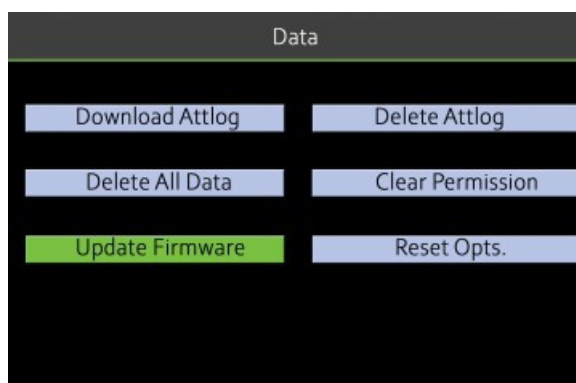 Data
Download Attlog
Delete Attlog
Delete All Data
Clear Permission
Update Firmware
Reset Opts.